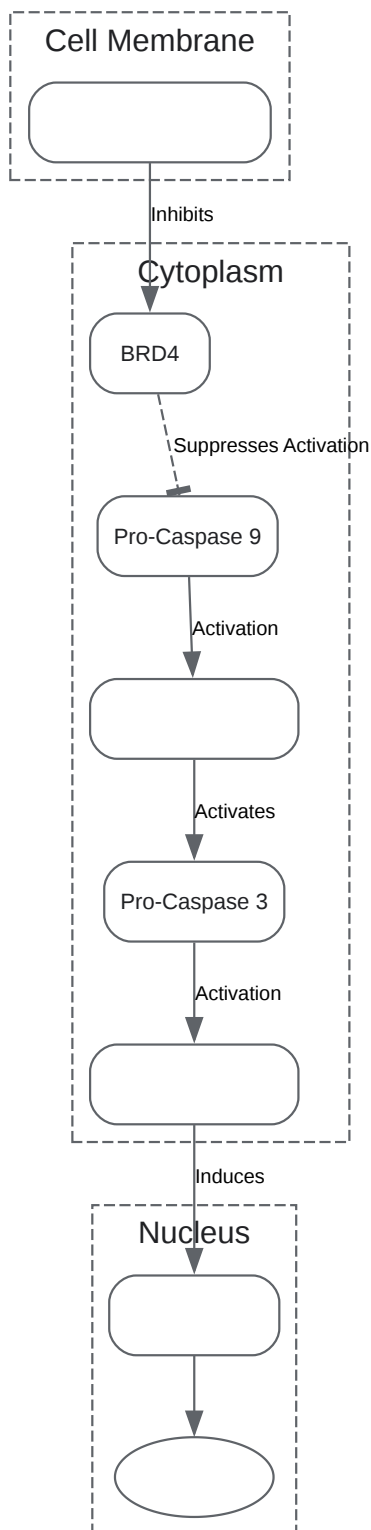 Cell Membrane
Inhibits
Cytoplasm
BRD4
Suppresses Activation
Pro-Caspase 9
Activation
Activates
Pro-Caspase 3
Activation
Induces
Nucleus